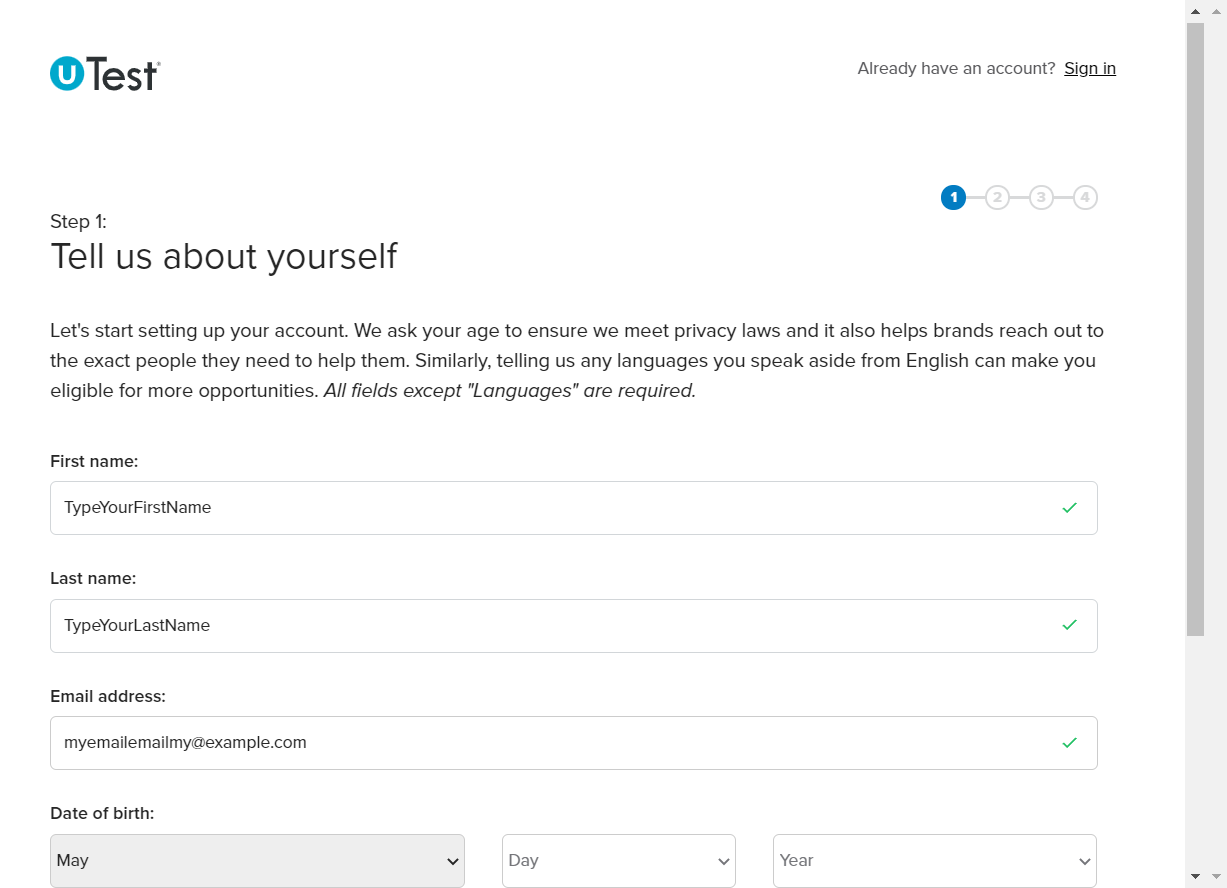 uTest®
Already have an account? Sign in
1 2 3 4
Step 1:
Tell us about yourself
Let's start setting up your account. We ask your age to ensure we meet privacy laws and it also helps brands reach out to
the exact people they need to help them. Similarly, telling us any languages you speak aside from English can make you
eligible for more opportunities. All fields except "Languages" are required.
First name:
TypeYourFirstName
Last name:
TypeYourLastName
Email address:
myemailemailmy@example.com
Date of birth:
May Day Year